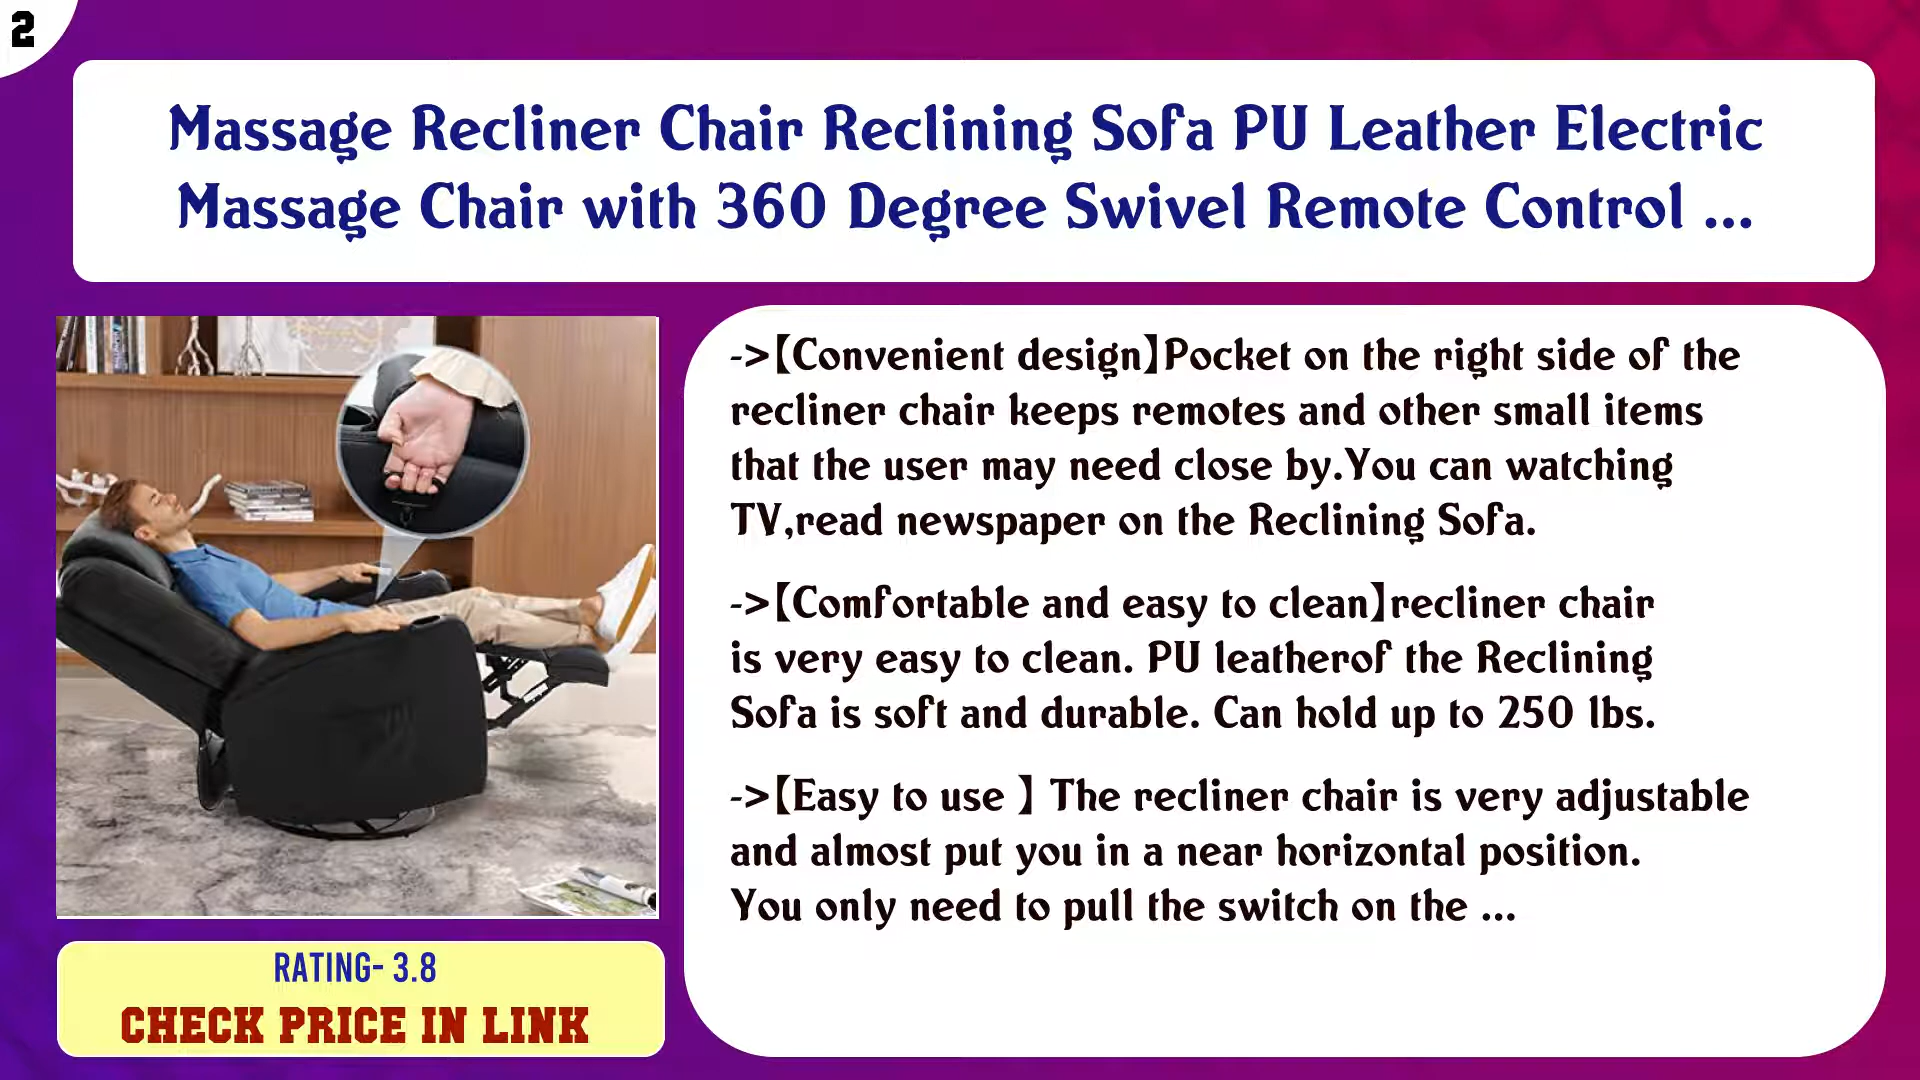 2
Massage Recliner Chair Reclining Sofa PU Leather Electric
Massage Chair with 360 Degree Swivel Remote Control ...
->【Convenient design】Pocket on the right side of the
recliner chair keeps remotes and other small items
that the user may need close by.You can watching
TV,read newspaper on the Reclining Sofa.
->【Comfortable and easy to clean】recliner chair
is very easy to clean. PU leatherof the Reclining
Sofa is soft and durable. Can hold up to 250 lbs.
->【Easy to use 】 The recliner chair is very adjustable
and almost put you in a near horizontal position.
You only need to pull the switch on the ...
RATING- 3.8
CHECK PRICE IN LINK